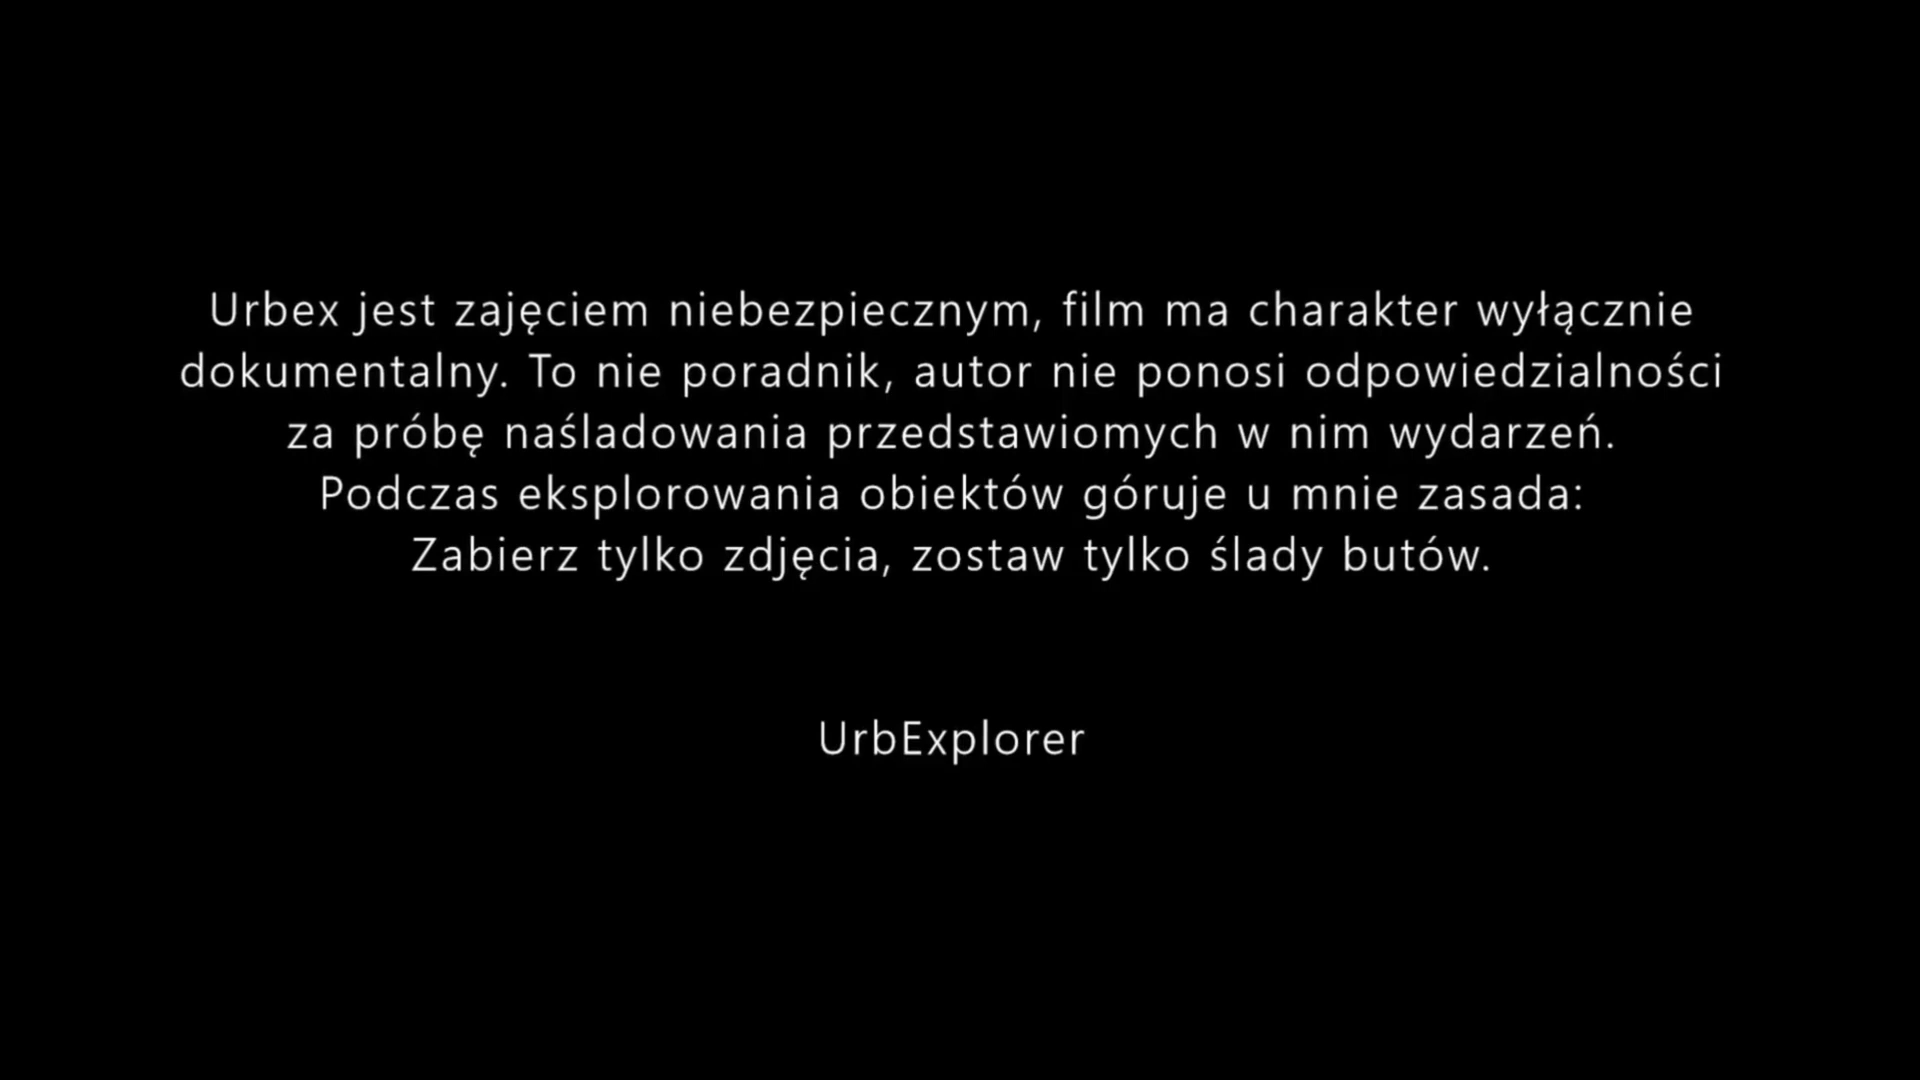 Urbex jest zajęciem niebezpiecznym, film ma charakter wyłącznie
dokumentalny. To nie poradnik, autor nie ponosi odpowiedzialności
za próbę naśladowania przedstawiomych w nim wydarzeń.
Podczas eksplorowania obiektów góruje u mnie zasada:
Zabierz tylko zdjęcia, zostaw tylko ślady butów.
UrbExplorer